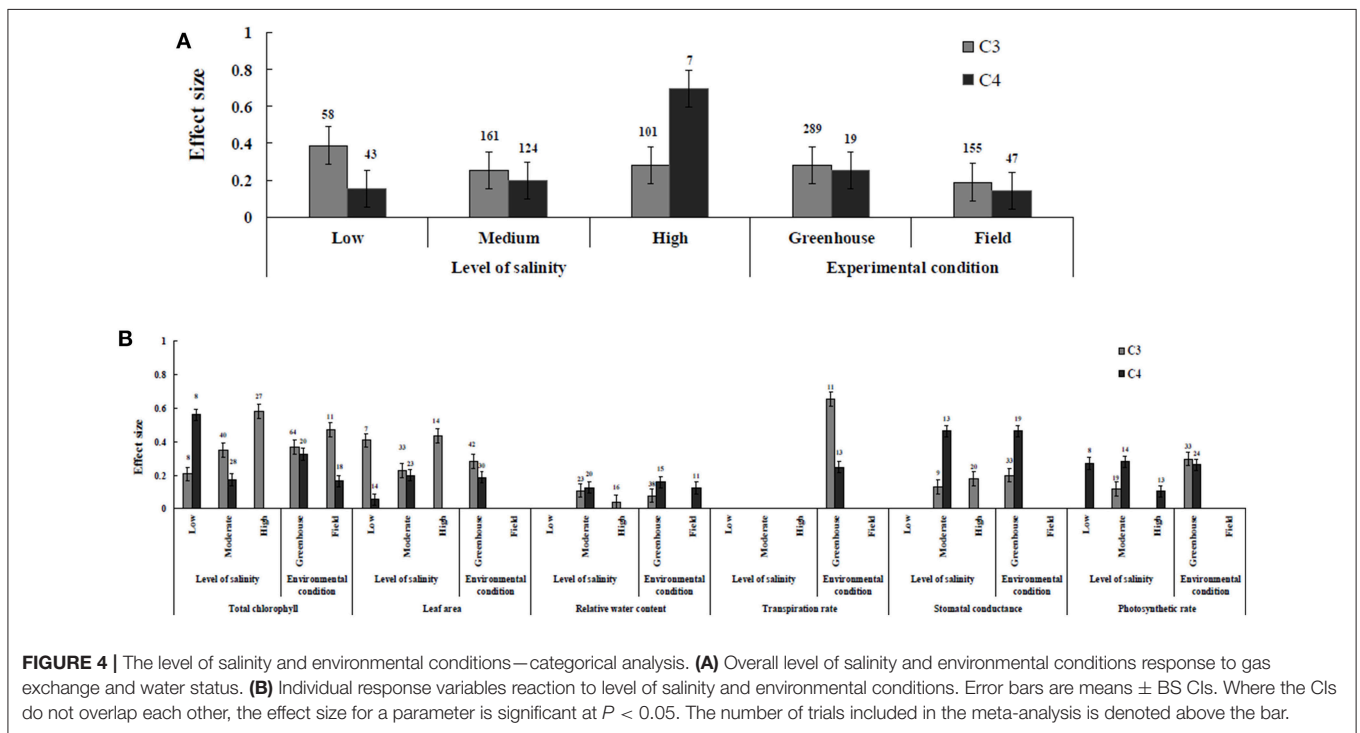 A
Effect size
1
0.8
0.6
0.4
0.2
0
C3
C4
58 43 161 124 101 7 289 19 155 47
Low Medium High Greenhouse Field
Level of salinity Experimental condition
B
Effect size
1
0.8
0.6
0.4
0.2
0
C3
C4
8 8 40 28 27 64 20 11 18 7 14 33 23 14 42 30 23 20 16 38 15 11 11 13 9 13 20 33 19 8 19 14 13 33 24
Low Moderate High Greenhouse Field Low Moderate High Greenhouse Field Low Moderate High Greenhouse Field Low Moderate High Greenhouse Field Low Moderate High Greenhouse Field Low Moderate High Greenhouse Field
Level of salinity Environmental condition Level of salinity Environmental condition Level of salinity Environmental condition Level of salinity Environmental condition Level of salinity Environmental condition Level of salinity Environmental condition
Total chlorophyll Leaf area Relative water content Transpiration rate Stomatal conductance Photosynthetic rate
FIGURE 4 | The level of salinity and environmental conditions—categorical analysis. (A) Overall level of salinity and environmental conditions response to gas
exchange and water status. (B) Individual response variables reaction to level of salinity and environmental conditions. Error bars are means ± BS CIs. Where the CIs
do not overlap each other, the effect size for a parameter is significant at P < 0.05. The number of trials included in the meta-analysis is denoted above the bar.